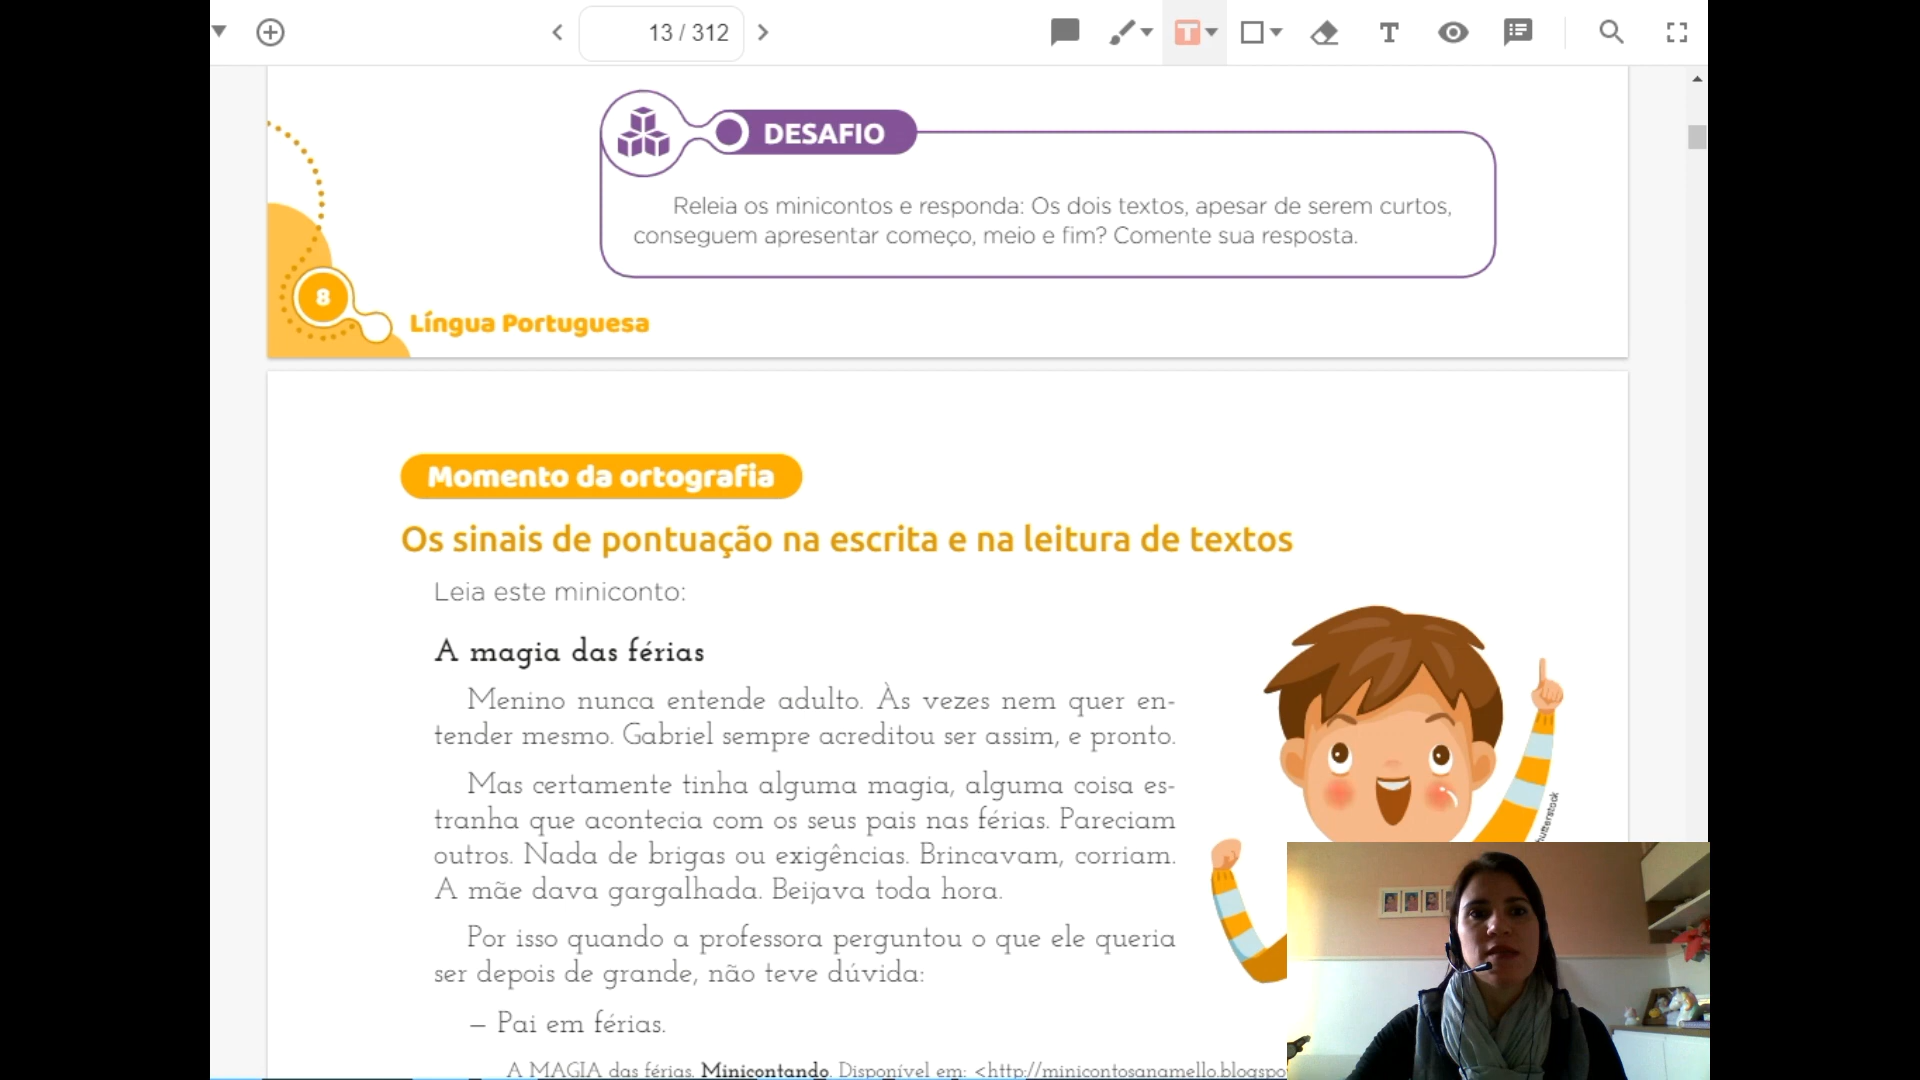 13 / 312
T
DESAFIO
Releia os minicontos e responda: Os dois textos, apesar de serem curtos,
conseguem apresentar começo, meio e fim? Comente sua resposta.
8
Língua Portuguesa
Momento da ortografia
Os sinais de pontuação na escrita e na leitura de textos
Leia este miniconto:
A magia das férias
Menino nunca entende adulto. Às vezes nem quer en-
tender mesmo. Gabriel sempre acreditou ser assim, e pronto.
Mas certamente tinha alguma magia, alguma coisa es-
tranha que acontecia com os seus pais nas férias. Pareciam
outros. Nada de brigas ou exigências. Brincavam, corriam.
A mãe dava gargalhada. Beijava toda hora.
Por isso quando a professora perguntou o que ele queria
ser depois de grande, não teve dúvida:
– Pai em férias.
A MAGIA das férias. Minicontando. Disponível em: <http://minicontosanamello.blogspo